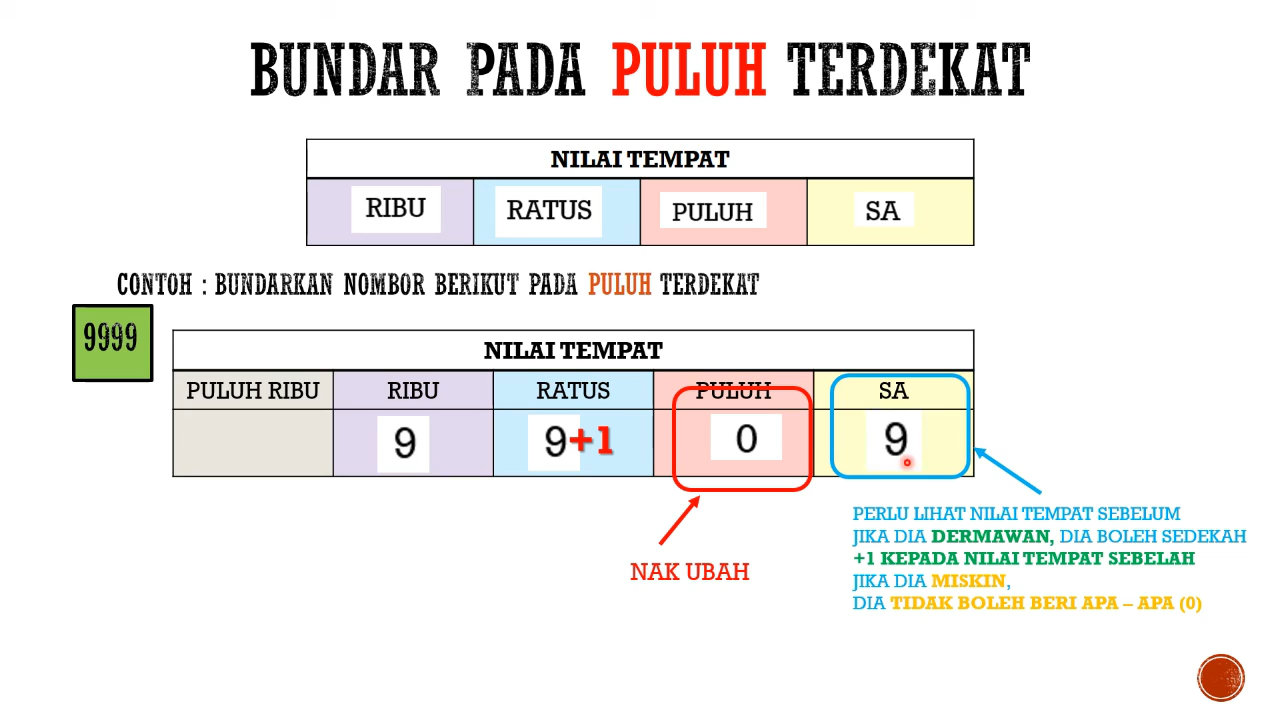 BUNDAR PADA PULUH TERDEKAT
NILAI TEMPAT
RIBU RATUS PULUH SA
CONTOH : BUNDARKAN NOMBOR BERIKUT PADA PULUH TERDEKAT
9999
NILAI TEMPAT
PULUH RIBU RIBU RATUS PULUH SA
9 9+1 0 9
PERLU LIHAT NILAI TEMPAT SEBELUM
JIKA DIA DERMAWAN, DIA BOLEH SEDEKAH
+1 KEPADA NILAI TEMPAT SEBELAH
JIKA DIA MISKIN,
DIA TIDAK BOLEH BERI APA – APA (0)
NAK UBAH